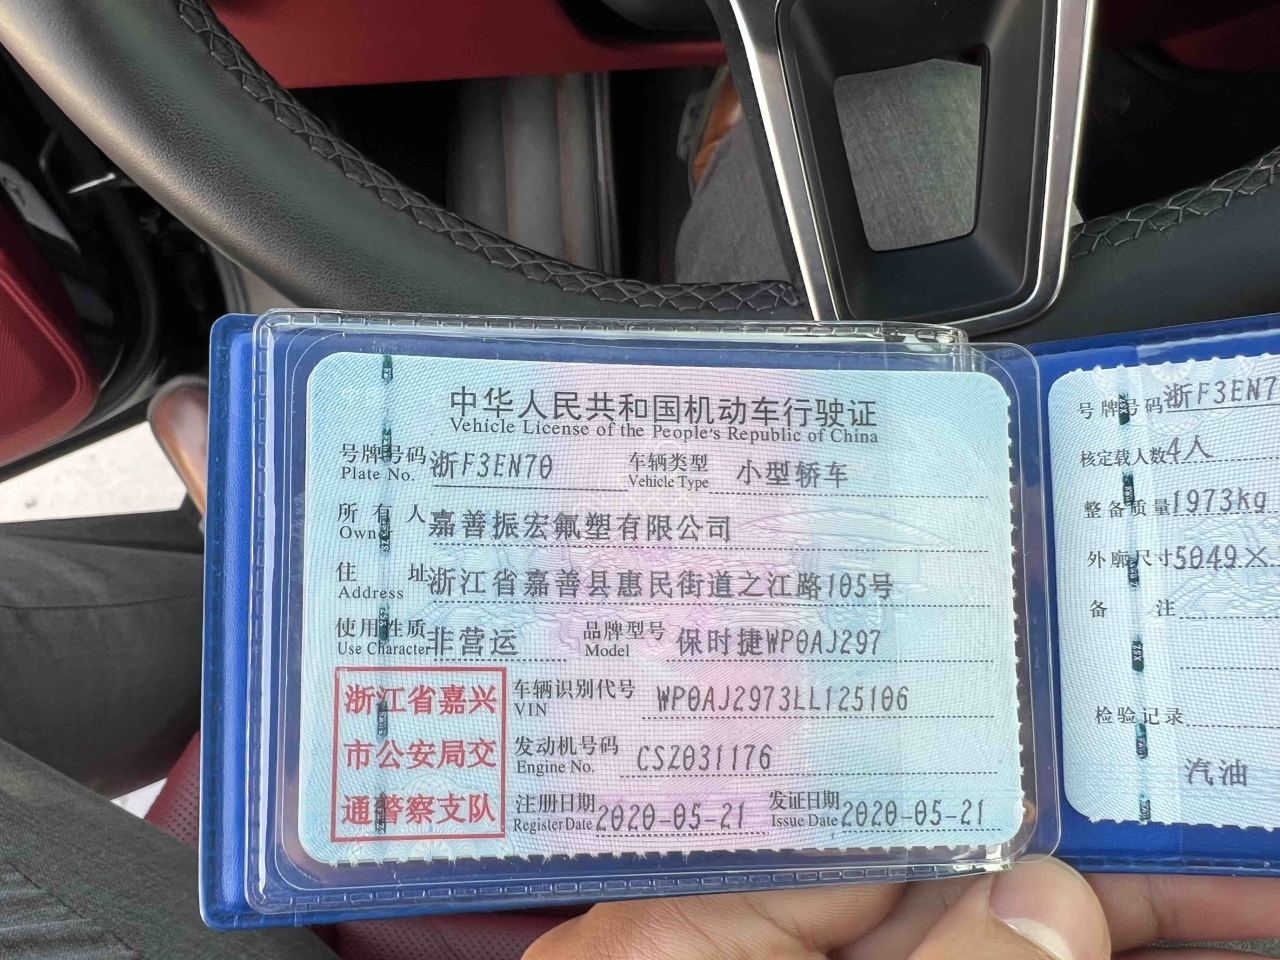 中华人民共和国机动车行驶证
Vehicle License of the People's Republic of China
号牌号码 浙F3EN70 车辆类型 小型轿车
Plate No. Vehicle Type
所有人 嘉善振宏氟塑有限公司
Owner
住址 浙江省嘉善县惠民街道之江路105号
Address
使用性质 非营运 品牌型号 保时捷WP0AJ297
Use Character Model
浙江省嘉兴
市公安局交
通警察支队
车辆识别代号 WP0AJ2973LL125106
VIN
发动机号码 CSZ031176
Engine No.
注册日期 2020-05-21 发证日期 2020-05-21
Register Date Issue Date
号牌号码 浙F3EN7
核定载人数 4人
整备质量 1973kg
外廓尺寸 5049×
备注
检验记录
汽油